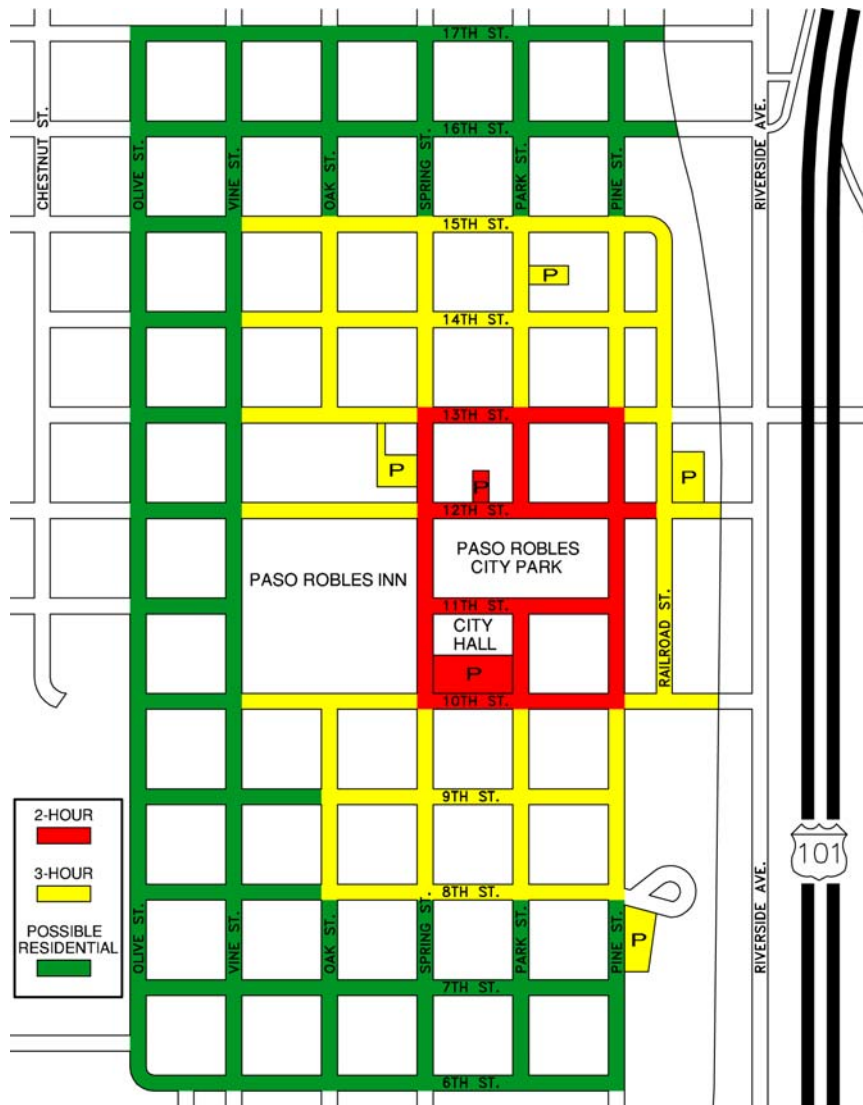 17TH ST.
CHESTNUT ST.
OLIVE ST.
VINE ST.
OAK ST.
SPRING ST.
16TH ST.
PARK ST.
PINE ST.
RIVERSIDE AVE.
15TH ST.
P
14TH ST.
13TH ST.
P
P
P
12TH ST.
PASO ROBLES INN
PASO ROBLES
CITY PARK
11TH ST.
CITY
HALL
P
RAILROAD ST.
10TH ST.
9TH ST.
2-HOUR
3-HOUR
POSSIBLE
RESIDENTIAL
101
8TH ST.
OLIVE ST.
VINE ST.
OAK ST.
SPRING ST.
PARK ST.
PINE ST.
P
RIVERSIDE AVE.
7TH ST.
6TH ST.